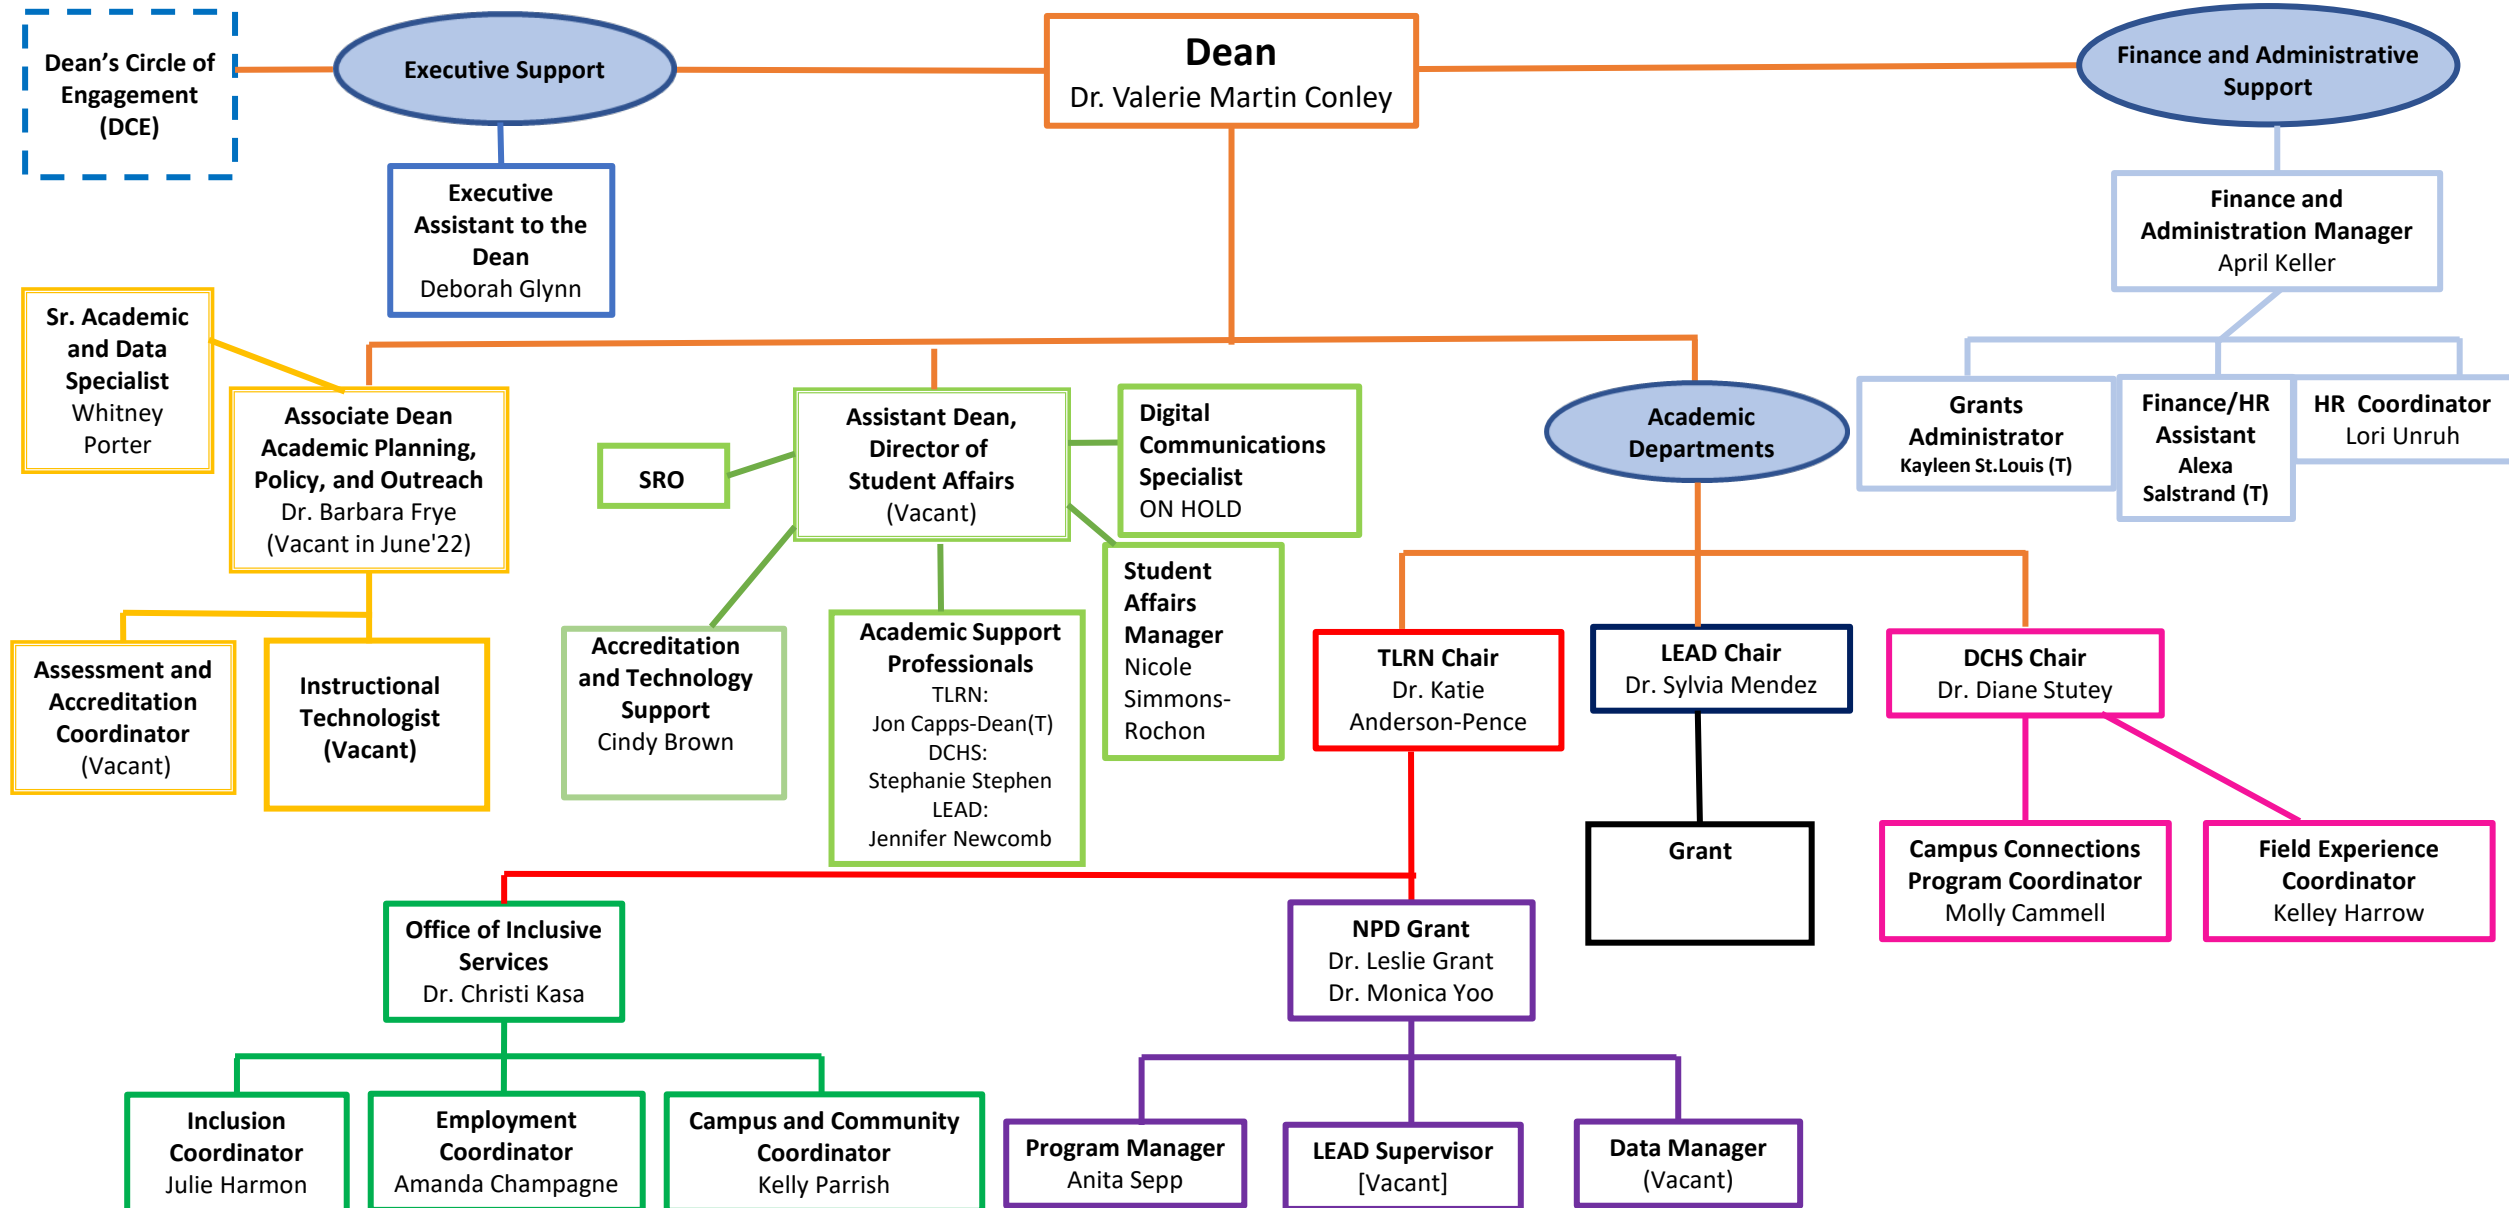 Dean's Circle of
Engagement
(DCE)
Executive Support
Dean
Dr. Valerie Martin Conley
Finance and Administrative
Support
Executive
Assistant to the
Dean
Deborah Glynn
Finance and
Administration Manager
April Keller
Sr. Academic
and Data
Specialist
Whitney
Porter
Associate Dean
Academic Planning,
Policy, and Outreach
Dr. Barbara Frye
(Vacant in June'22)
SRO
Assistant Dean,
Director of
Student Affairs
(Vacant)
Digital
Communications
Specialist
ON HOLD
Academic
Departments
Grants
Administrator
Kayleen St.Louis (T)
Finance/HR
Assistant
Alexa
Salstrand (T)
HR  Coordinator
Lori Unruh
Assessment and
Accreditation
Coordinator
(Vacant)
Instructional
Technologist
(Vacant)
Accreditation
and Technology
Support
Cindy Brown
Academic Support
Professionals
TLRN:
Jon Capps-Dean(T)
DCHS:
Stephanie Stephen
LEAD:
Jennifer Newcomb
Student
Affairs
Manager
Nicole
Simmons-
Rochon
TLRN Chair
Dr. Katie
Anderson-Pence
LEAD Chair
Dr. Sylvia Mendez
DCHS Chair
Dr. Diane Stutey
Grant
Campus Connections
Program Coordinator
Molly Cammell
Field Experience
Coordinator
Kelley Harrow
Office of Inclusive
Services
Dr. Christi Kasa
NPD Grant
Dr. Leslie Grant
Dr. Monica Yoo
Inclusion
Coordinator
Julie Harmon
Employment
Coordinator
Amanda Champagne
Campus and Community
Coordinator
Kelly Parrish
Program Manager
Anita Sepp
LEAD Supervisor
[Vacant]
Data Manager
(Vacant)